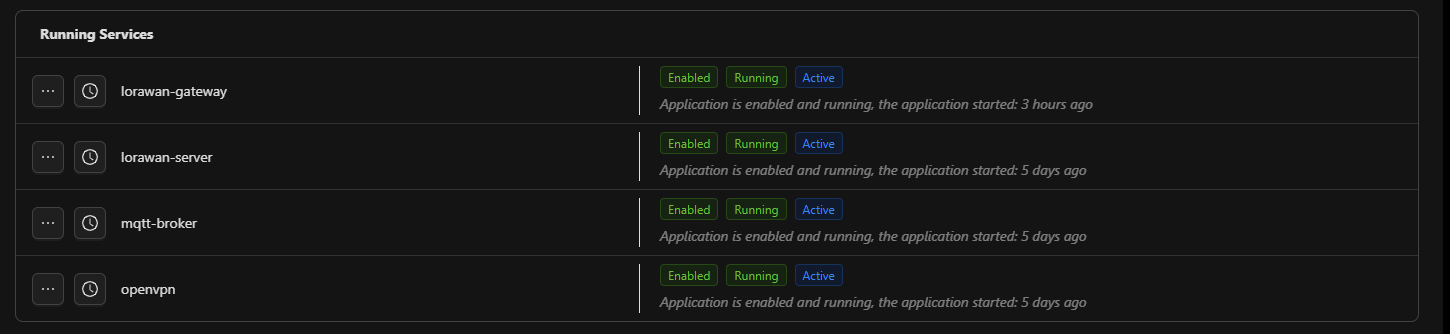 Running Services
lorawan-gateway
Enabled Running Active
Application is enabled and running, the application started: 3 hours ago
lorawan-server
Enabled Running Active
Application is enabled and running, the application started: 5 days ago
mqtt-broker
Enabled Running Active
Application is enabled and running, the application started: 5 days ago
openvpn
Enabled Running Active
Application is enabled and running, the application started: 5 days ago